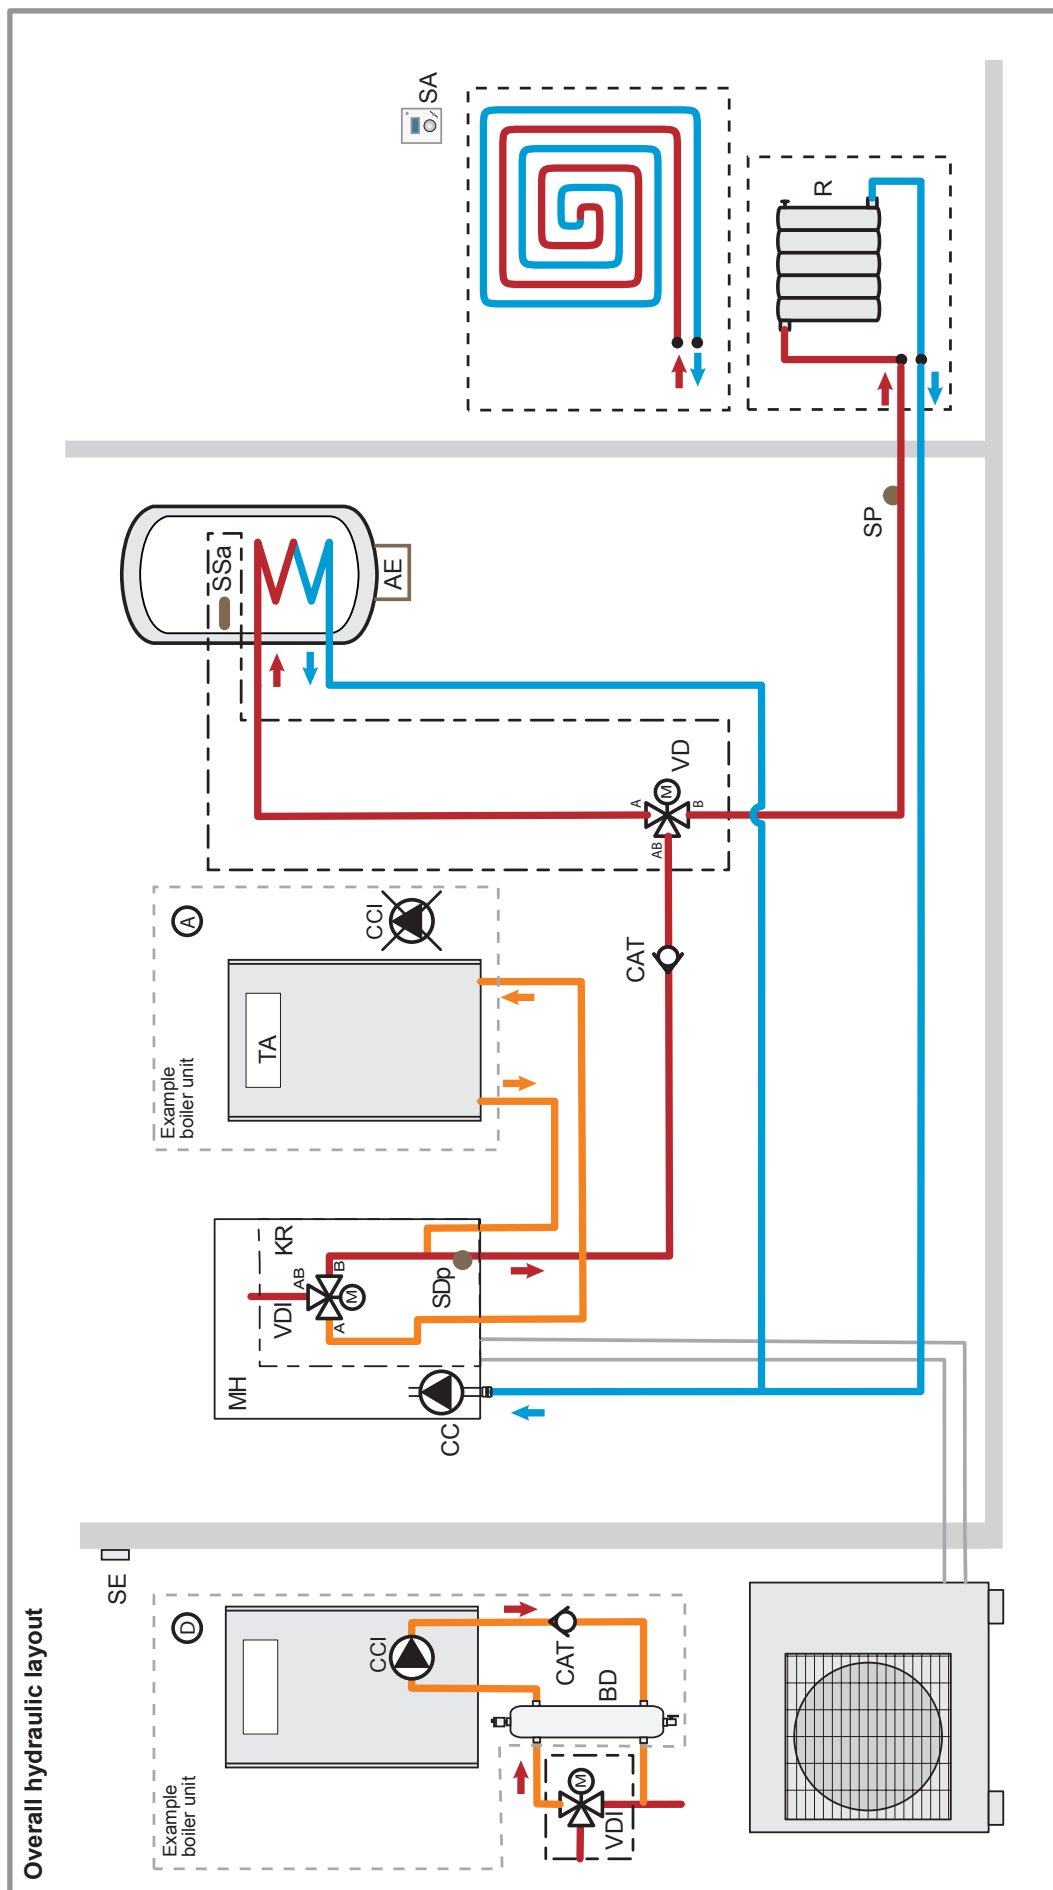 Overall hydraulic layout
Example
boiler unit
D
CCI
CAT
BD
M
VDI
SE
MH
CC
VDI
AB
B
A
M
KR
SDp
Example
boiler unit
A
TA
CCI
CAT
A
AB
B
M
VD
SSa
AE
SP
SA
R